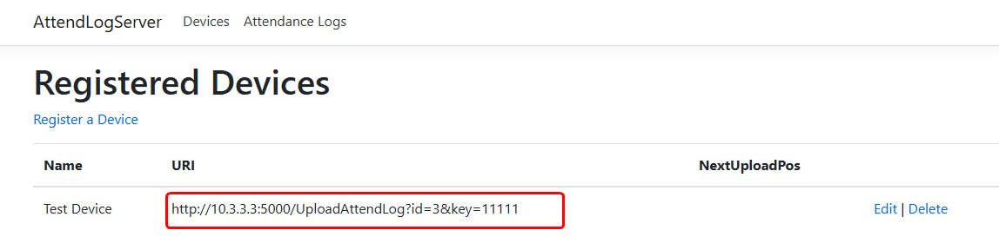 AttendLogServer Devices Attendance Logs
Registered Devices
Register a Device
Name URI NextUploadPos
Test Device http://10.3.3.3:5000/UploadAttendLog?id=3&key=11111 Edit | Delete